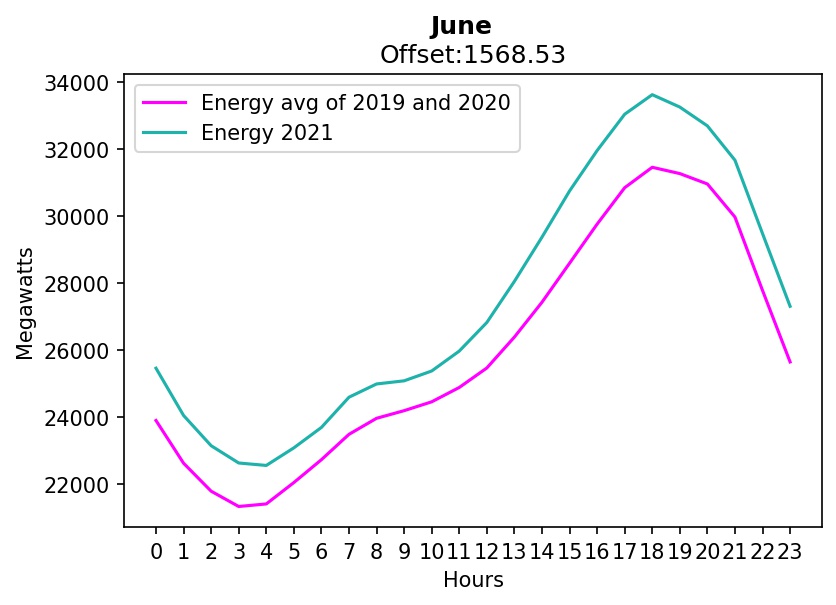 June
Offset:1568.53
Energy avg of 2019 and 2020
Energy 2021
34000
32000
30000
28000
26000
24000
22000
Megawatts
0 1 2 3 4 5 6 7 8 9 10 11 12 13 14 15 16 17 18 19 20 21 22 23
Hours